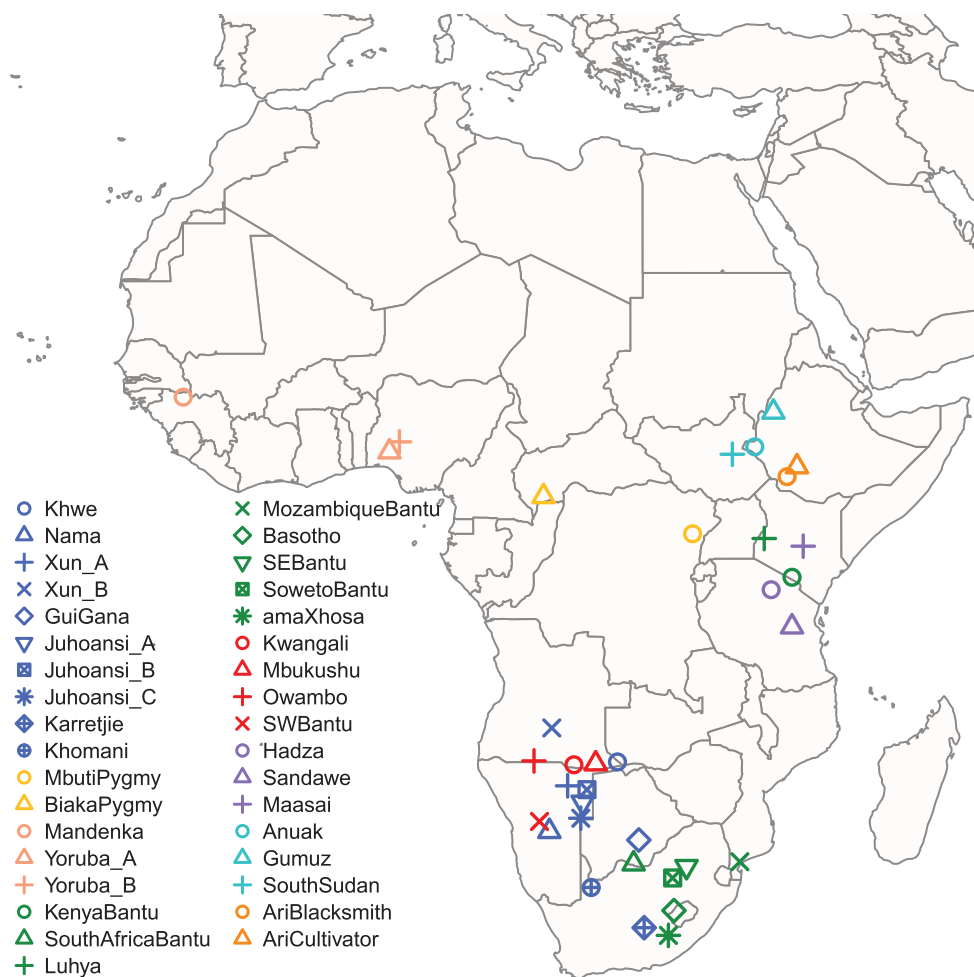 Khwe
Nama
Xun_A
Xun_B
GuiGana
Juhoansi_A
Juhoansi_B
Juhoansi_C
Karretjie
Khomani
MbutiPygmy
BiakaPygmy
Mandenka
Yoruba_A
Yoruba_B
KenyaBantu
SouthAfricaBantu
Luhya
MozambiqueBantu
Basotho
SEBantu
SowetoBantu
amaXhosa
Kwangali
Mbukushu
Owambo
SWBantu
Hadza
Sandawe
Maasai
Anuak
Gumuz
SouthSudan
AriBlacksmith
AriCultivator